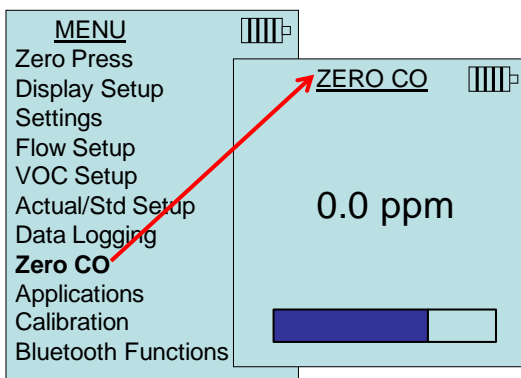 MENU
Zero Press
Display Setup
Settings
Flow Setup
VOC Setup
Actual/Std Setup
Data Logging
Zero CO
Applications
Calibration
Bluetooth Functions
ZERO CO
0.0 ppm